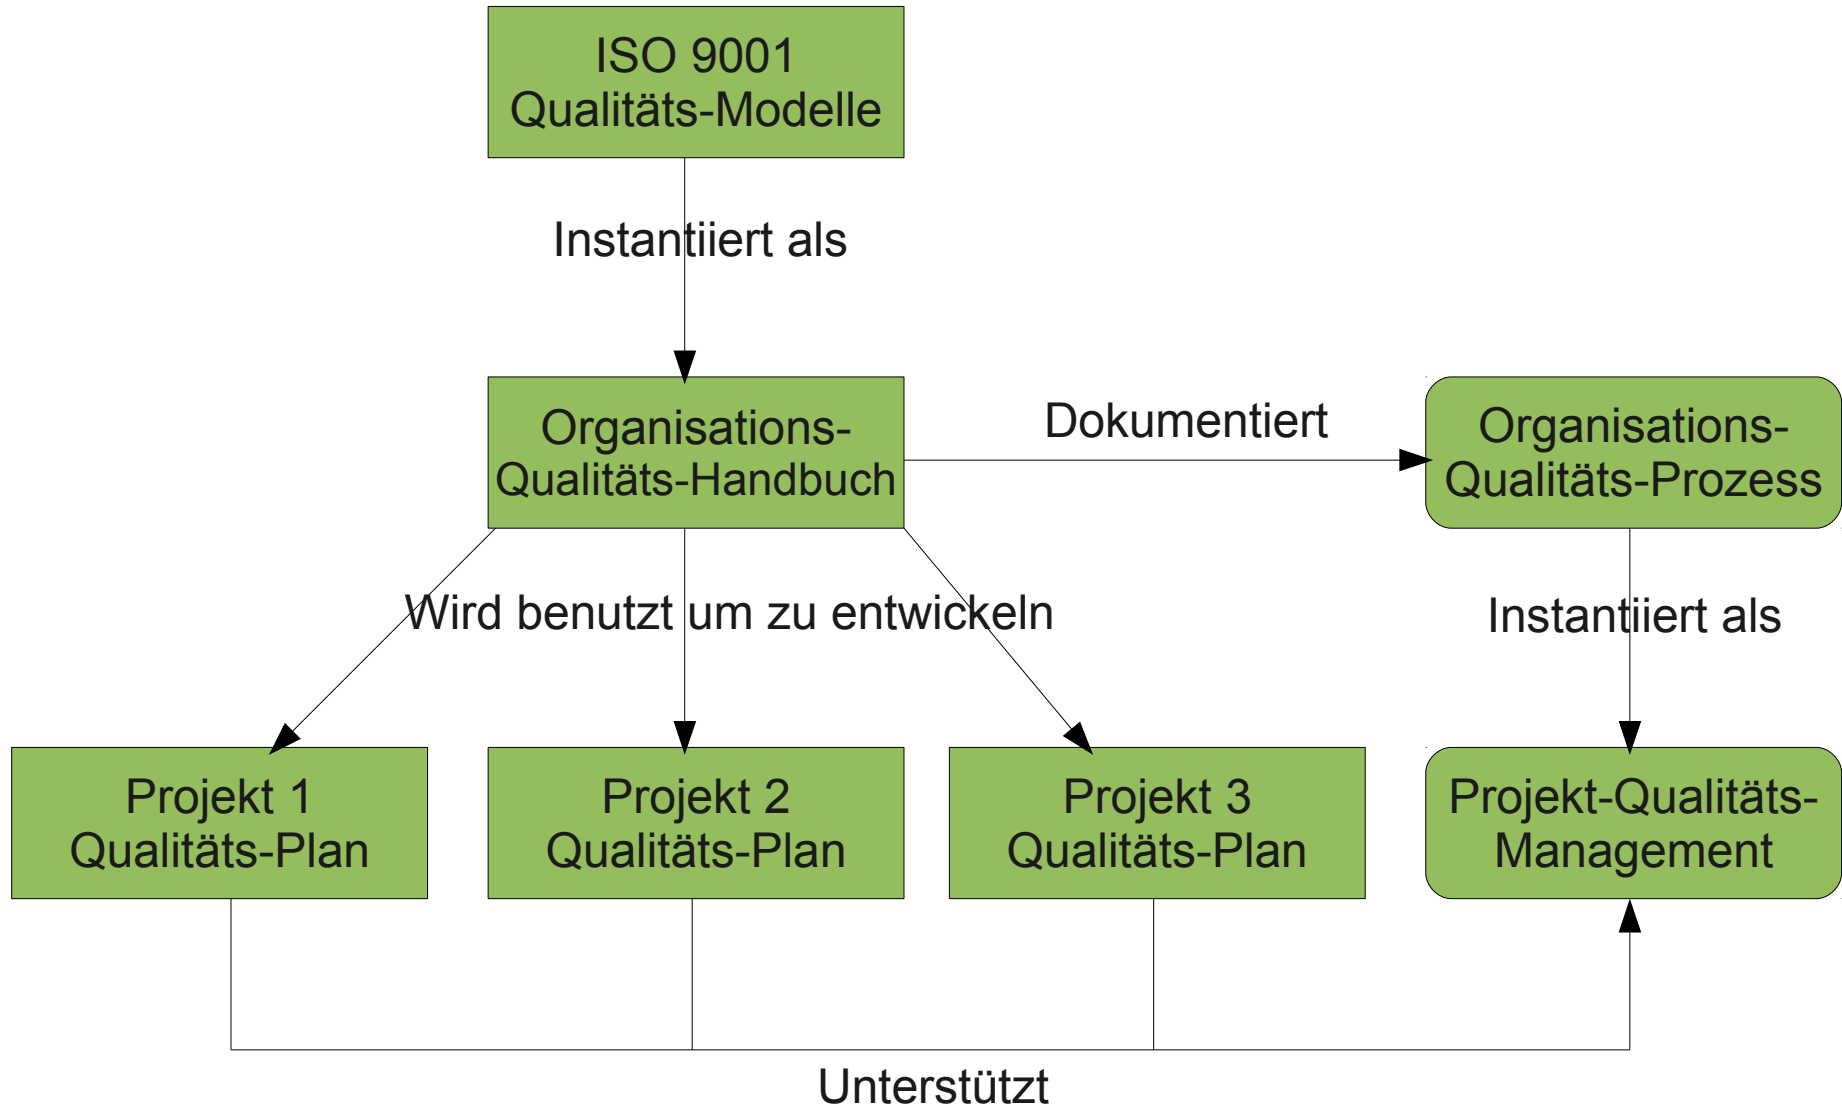 ISO 9001
Qualitäts-Modelle
Instantiiert als
Organisations-
Qualitäts-Handbuch
Dokumentiert
Organisations-
Qualitäts-Prozess
Wird benutzt um zu entwickeln
Instantiiert als
Projekt 1
Qualitäts-Plan
Projekt 2
Qualitäts-Plan
Projekt 3
Qualitäts-Plan
Projekt-Qualitäts-
Management
Unterstützt